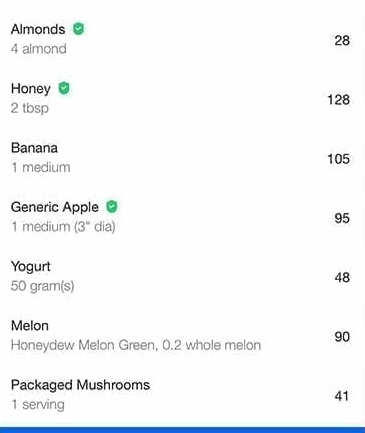 Almonds
4 almond
28
Honey
2 tbsp
128
Banana
1 medium
105
Generic Apple
1 medium (3" dia)
95
Yogurt
50 gram(s)
48
Melon
Honeydew Melon Green, 0.2 whole melon
90
Packaged Mushrooms
1 serving
41